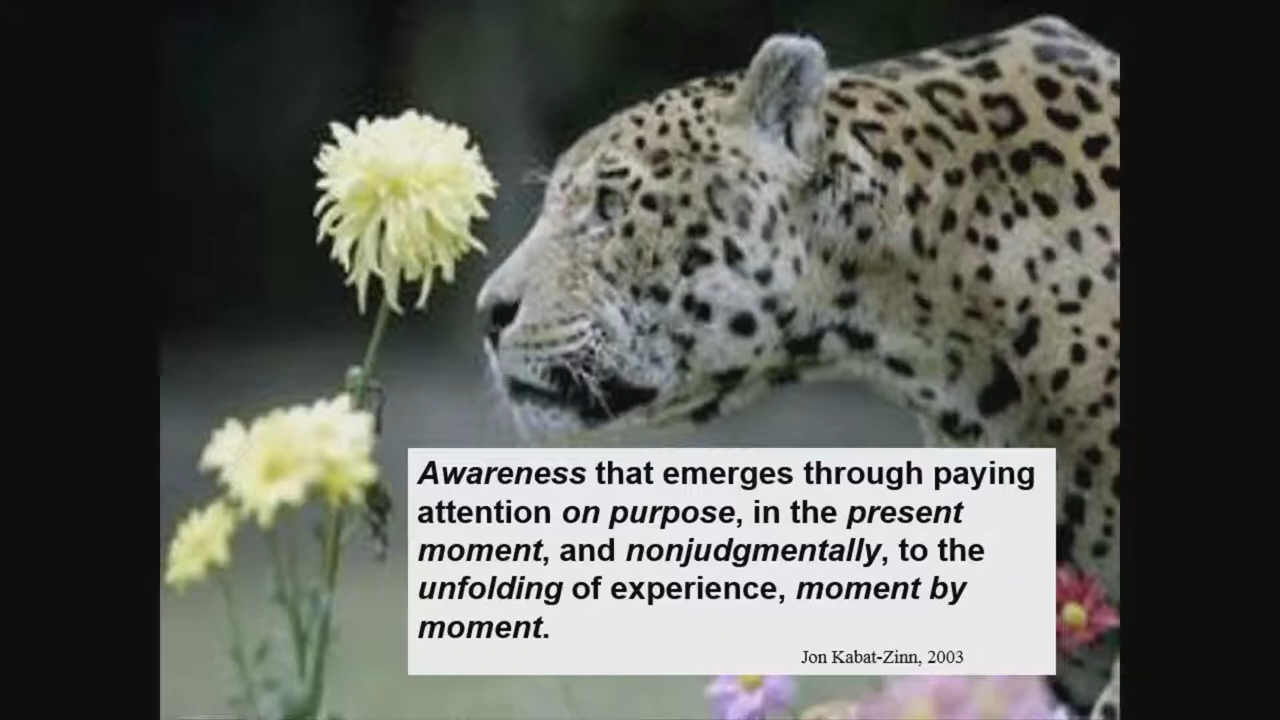 Awareness that emerges through paying
attention on purpose, in the present
moment, and nonjudgmentally, to the
unfolding of experience, moment by
moment.
Jon Kabat-Zinn, 2003